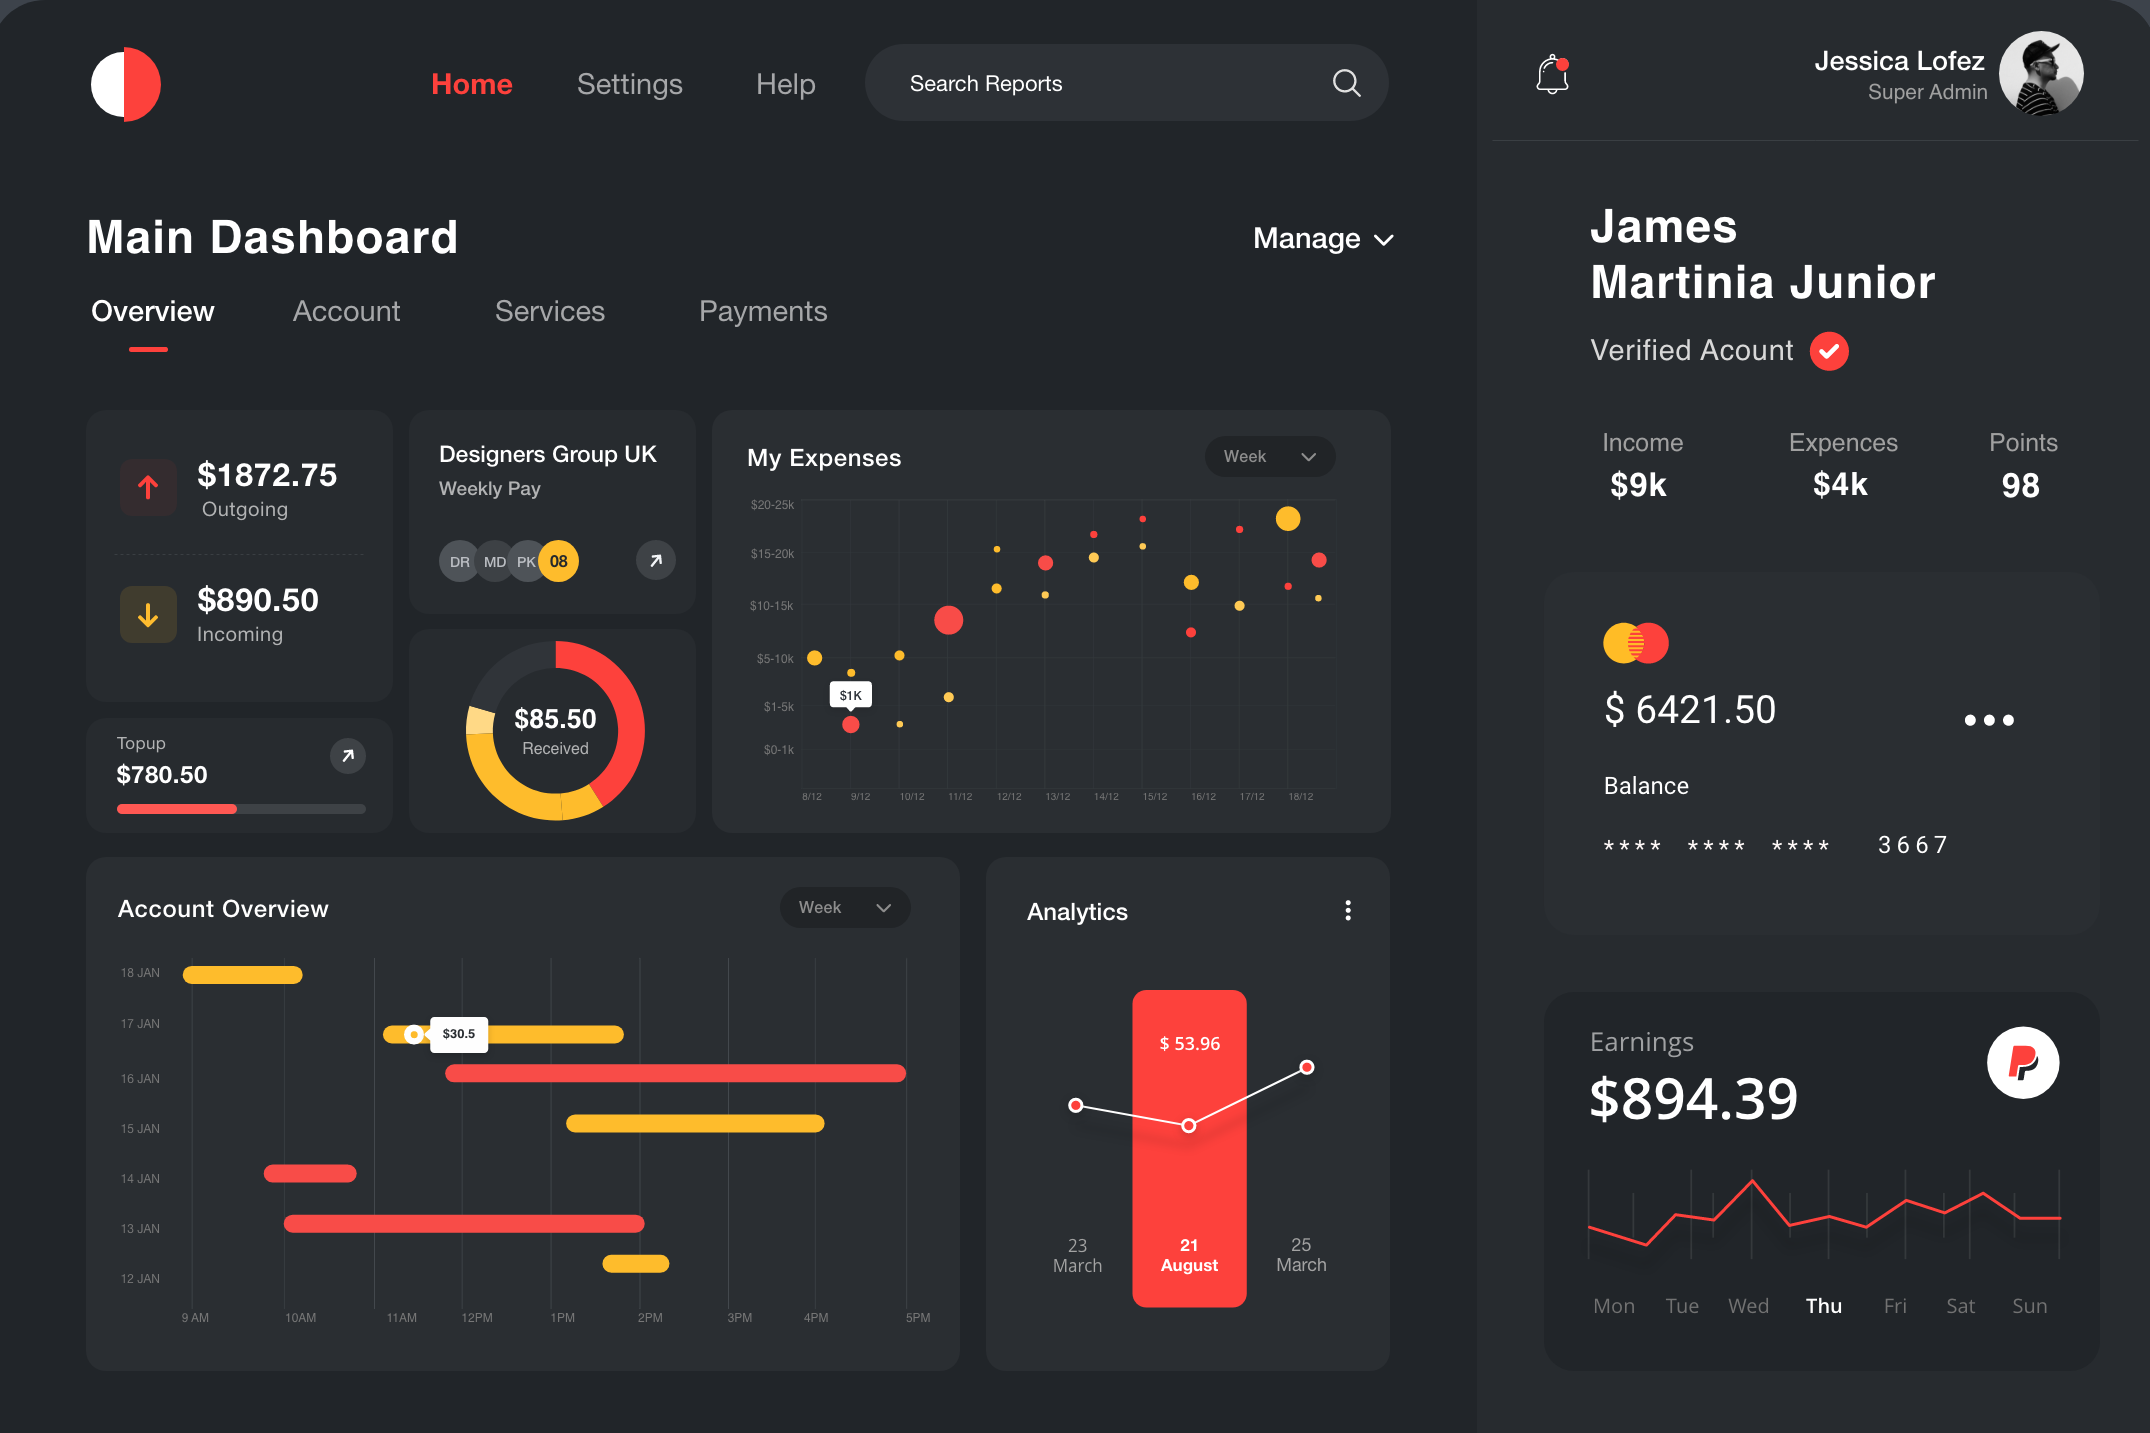 Home
Settings
Help
Search Reports
Jessica Lofez
Super Admin
Main Dashboard
Manage
Overview
Account
Services
Payments
$1872.75
Outgoing
$890.50
Incoming
Topup
$780.50
Designers Group UK
Weekly Pay
DR
MD
PK
08
$85.50
Received
My Expenses
Week
$20-25k
$15-20k
$10-15k
$5-10k
$1-5k
$0-1k
$1K
8/12
9/12
10/12
11/12
12/12
13/12
14/12
15/12
16/12
17/12
18/12
Account Overview
Week
18 JAN
17 JAN
16 JAN
15 JAN
14 JAN
13 JAN
12 JAN
$30.5
9 AM
10AM
11AM
12PM
1PM
2PM
3PM
4PM
5PM
Analytics
$ 53.96
23
March
21
August
25
March
James
Martinia Junior
Verified Acount
Income
$9k
Expences
$4k
Points
98
$ 6421.50
Balance
**** **** **** 3667
Earnings
$894.39
Mon
Tue
Wed
Thu
Fri
Sat
Sun